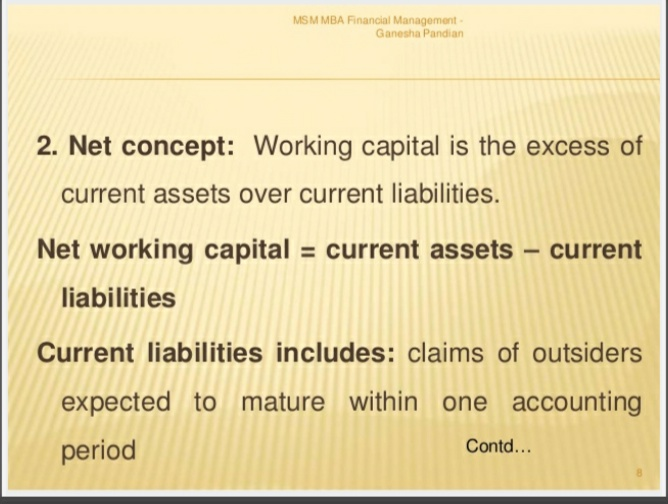 MSM MBA Financial Management -
Ganesha Pandian
2. Net concept: Working capital is the excess of
current assets over current liabilities.
Net working capital = current assets – current
liabilities
Current liabilities includes: claims of outsiders
expected to mature within one accounting
period
Contd...
8